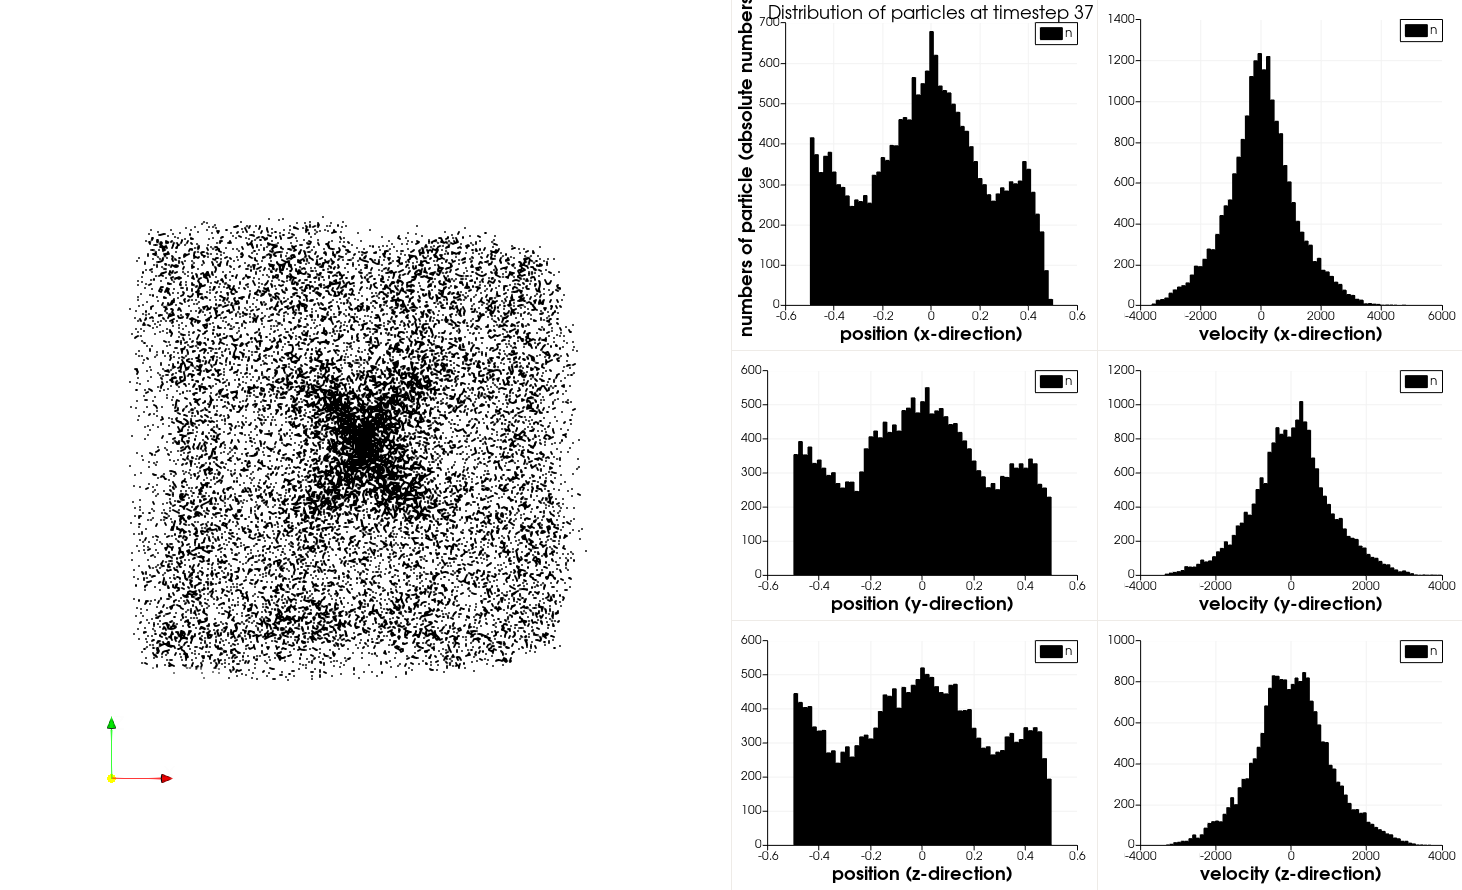 Distribution of particles at timestep 37
numbers of particle (absolute numbers
700
600
500
400
300
200
100
0
n
-0.6 -0.4 -0.2 0 0.2 0.4 0.6
position (x-direction)
1400
1200
1000
800
600
400
200
0
n
-4000 -2000 0 2000 4000 6000
velocity (x-direction)
600
500
400
300
200
100
0
n
-0.6 -0.4 -0.2 0 0.2 0.4 0.6
position (y-direction)
1200
1000
800
600
400
200
0
n
-4000 -2000 0 2000 4000
velocity (y-direction)
600
500
400
300
200
100
0
n
-0.6 -0.4 -0.2 0 0.2 0.4 0.6
position (z-direction)
1000
800
600
400
200
0
n
-4000 -2000 0 2000 4000
velocity (z-direction)